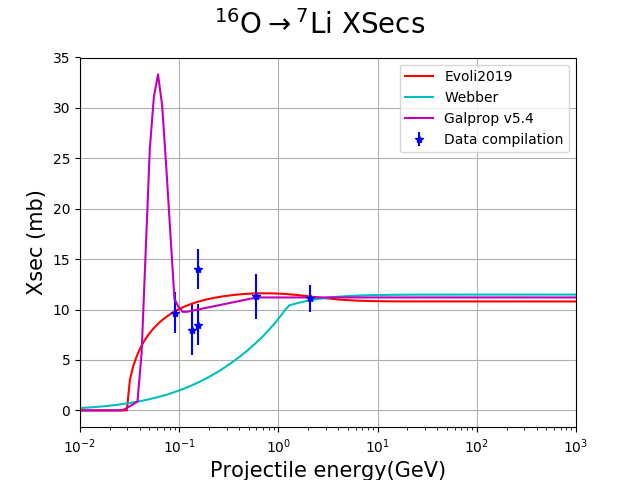 ¹⁶O→⁷Li XSecs
Xsec (mb)
35
30
25
20
15
10
5
0
Evoli2019
Webber
Galprop v5.4
Data compilation
10⁻² 10⁻¹ 10⁰ 10¹ 10² 10³
Projectile energy(GeV)